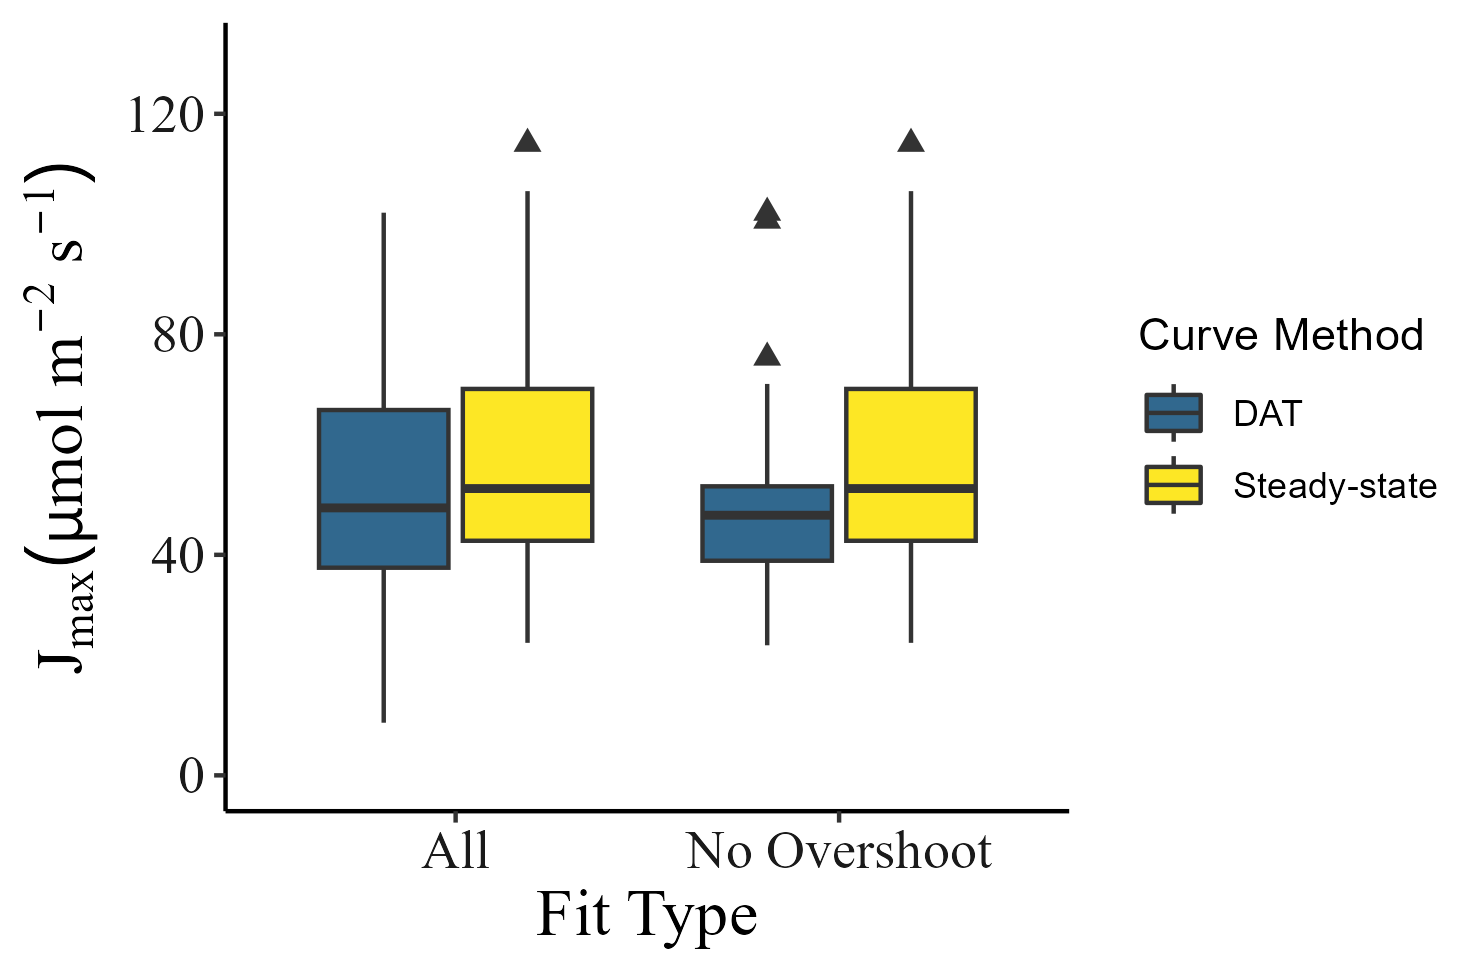 120
80
40
0
Jmax(μmol m−2 s−1)
All
No Overshoot
Fit Type
Curve Method
DAT
Steady-state